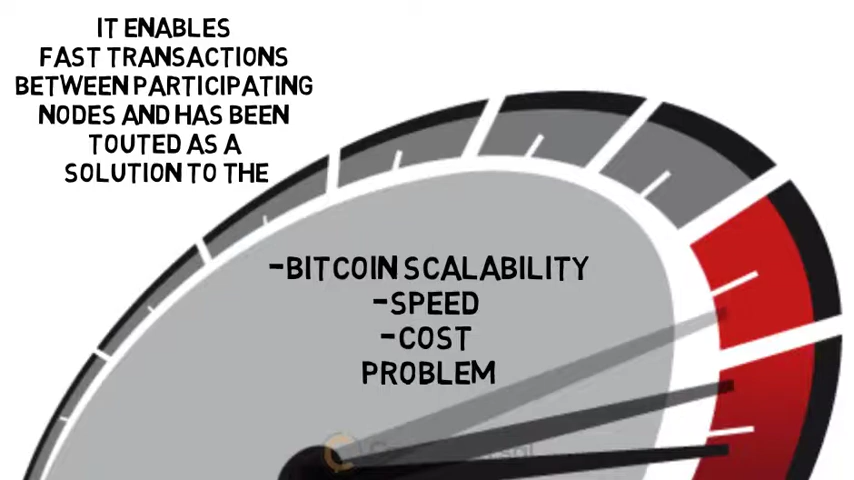 IT ENABLES
FAST TRANSACTIONS
BETWEEN PARTICIPATING
NODES AND HAS BEEN
TOUTED AS A
SOLUTION TO THE
-BITCOIN SCALABILITY
-SPEED
-COST
PROBLEM